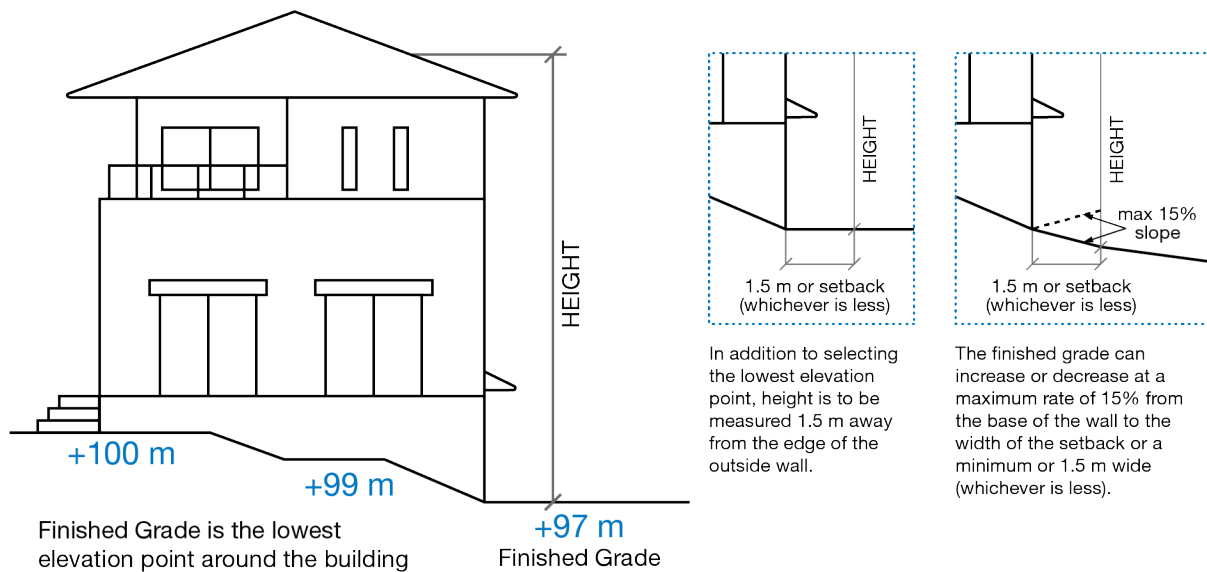 HEIGHT
+100 m
+99 m
+97 m
Finished Grade
Finished Grade is the lowest
elevation point around the building
HEIGHT
1.5 m or setback
(whichever is less)
In addition to selecting
the lowest elevation
point, height is to be
measured 1.5 m away
from the edge of the
outside wall.
HEIGHT
max 15%
slope
1.5 m or setback
(whichever is less)
The finished grade can
increase or decrease at a
maximum rate of 15% from
the base of the wall to the
width of the setback or a
minimum or 1.5 m wide
(whichever is less).